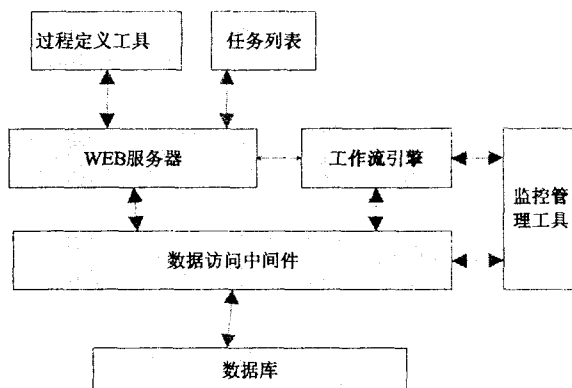 过程定义工具
任务列表
WEB服务器
工作流引擎
监控管
理工具
数据访问中间件
数据库